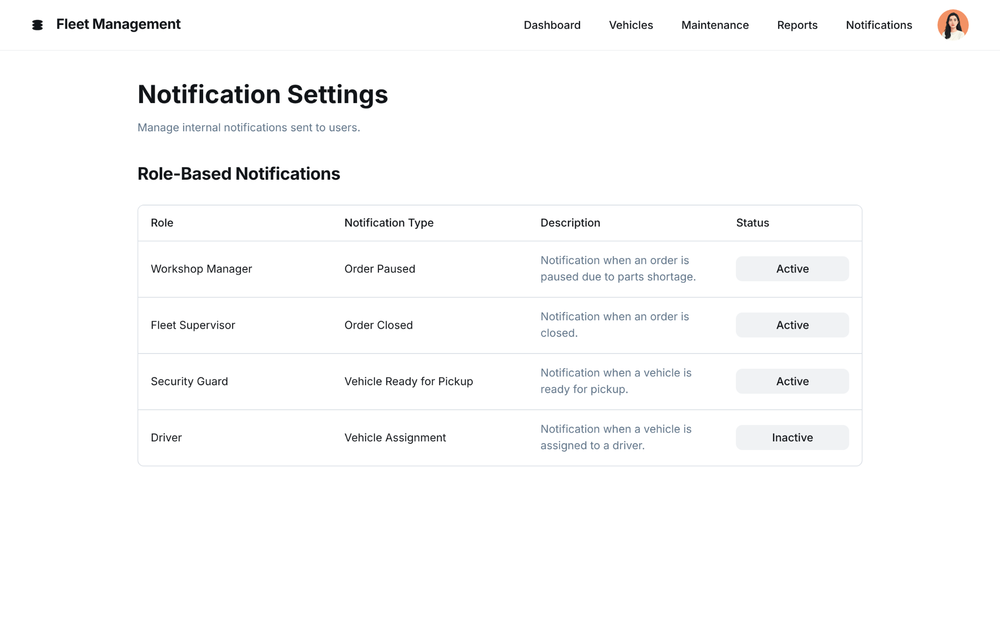 Fleet Management
Dashboard
Vehicles
Maintenance
Reports
Notifications
Notification Settings
Manage internal notifications sent to users.
Role-Based Notifications
Role
Notification Type
Description
Status
Workshop Manager
Order Paused
Notification when an order is
paused due to parts shortage.
Active
Fleet Supervisor
Order Closed
Notification when an order is
closed.
Active
Security Guard
Vehicle Ready for Pickup
Notification when a vehicle is
ready for pickup.
Active
Driver
Vehicle Assignment
Notification when a vehicle is
assigned to a driver.
Inactive